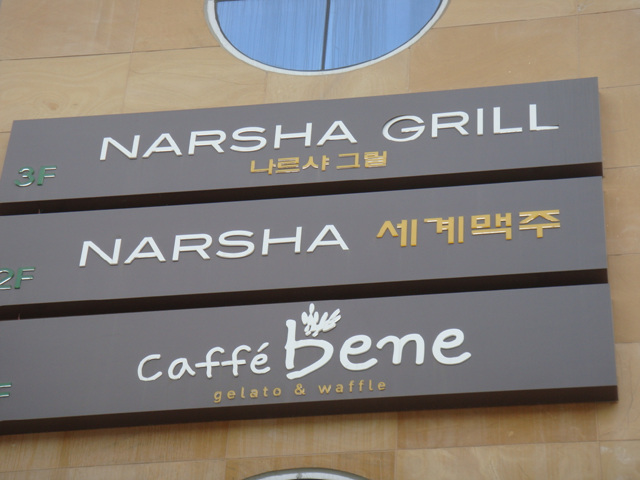 NARSHA GRILL
나르샤 그릴
3F
NARSHA 세계맥주
2F
caffé bene
gelato & waffle
F